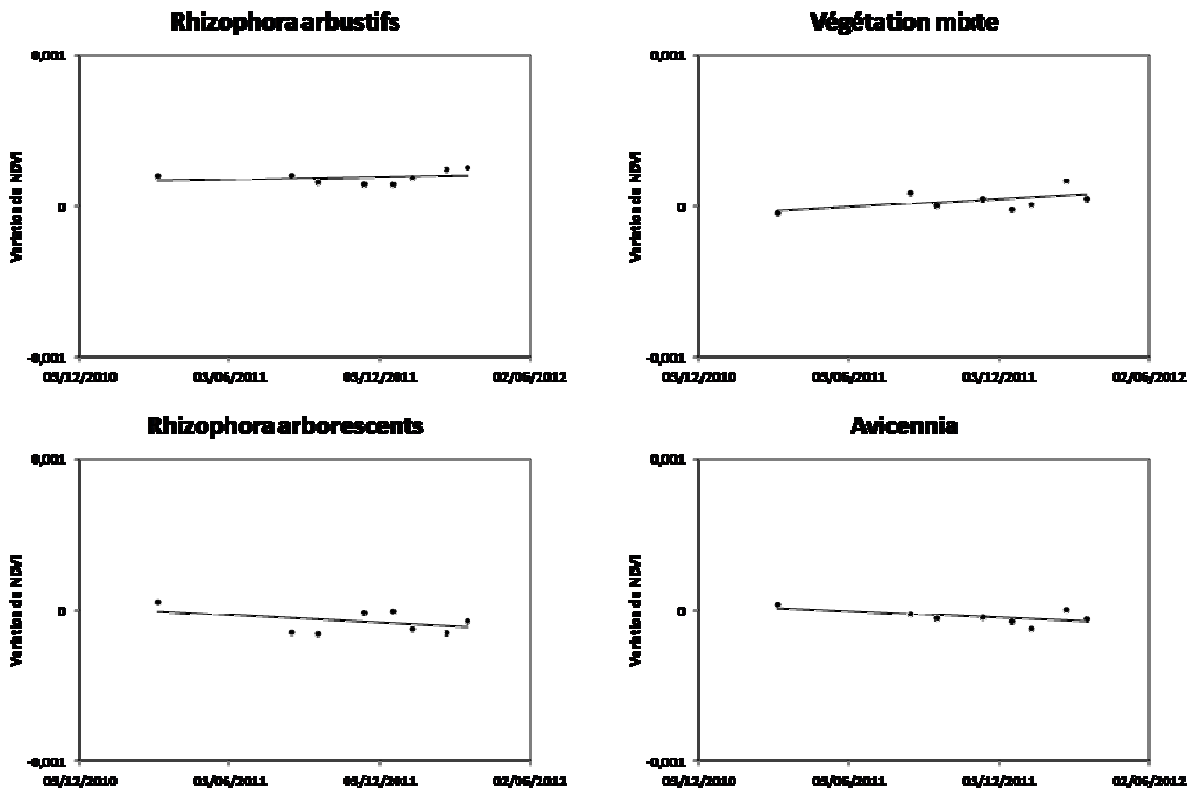 Rhizophora arbustifs
0,001
Variation du NDVI
0
-0,001
03/12/2010 03/06/2011 03/12/2011 02/06/2012
Végétation mixte
0,001
Variation du NDVI
0
-0,001
03/12/2010 03/06/2011 03/12/2011 02/06/2012
Rhizophora arborescents
0,001
Variation du NDVI
0
-0,001
03/12/2010 03/06/2011 03/12/2011 02/06/2012
Avicennia
0,001
Variation du NDVI
0
-0,001
03/12/2010 03/06/2011 03/12/2011 02/06/2012